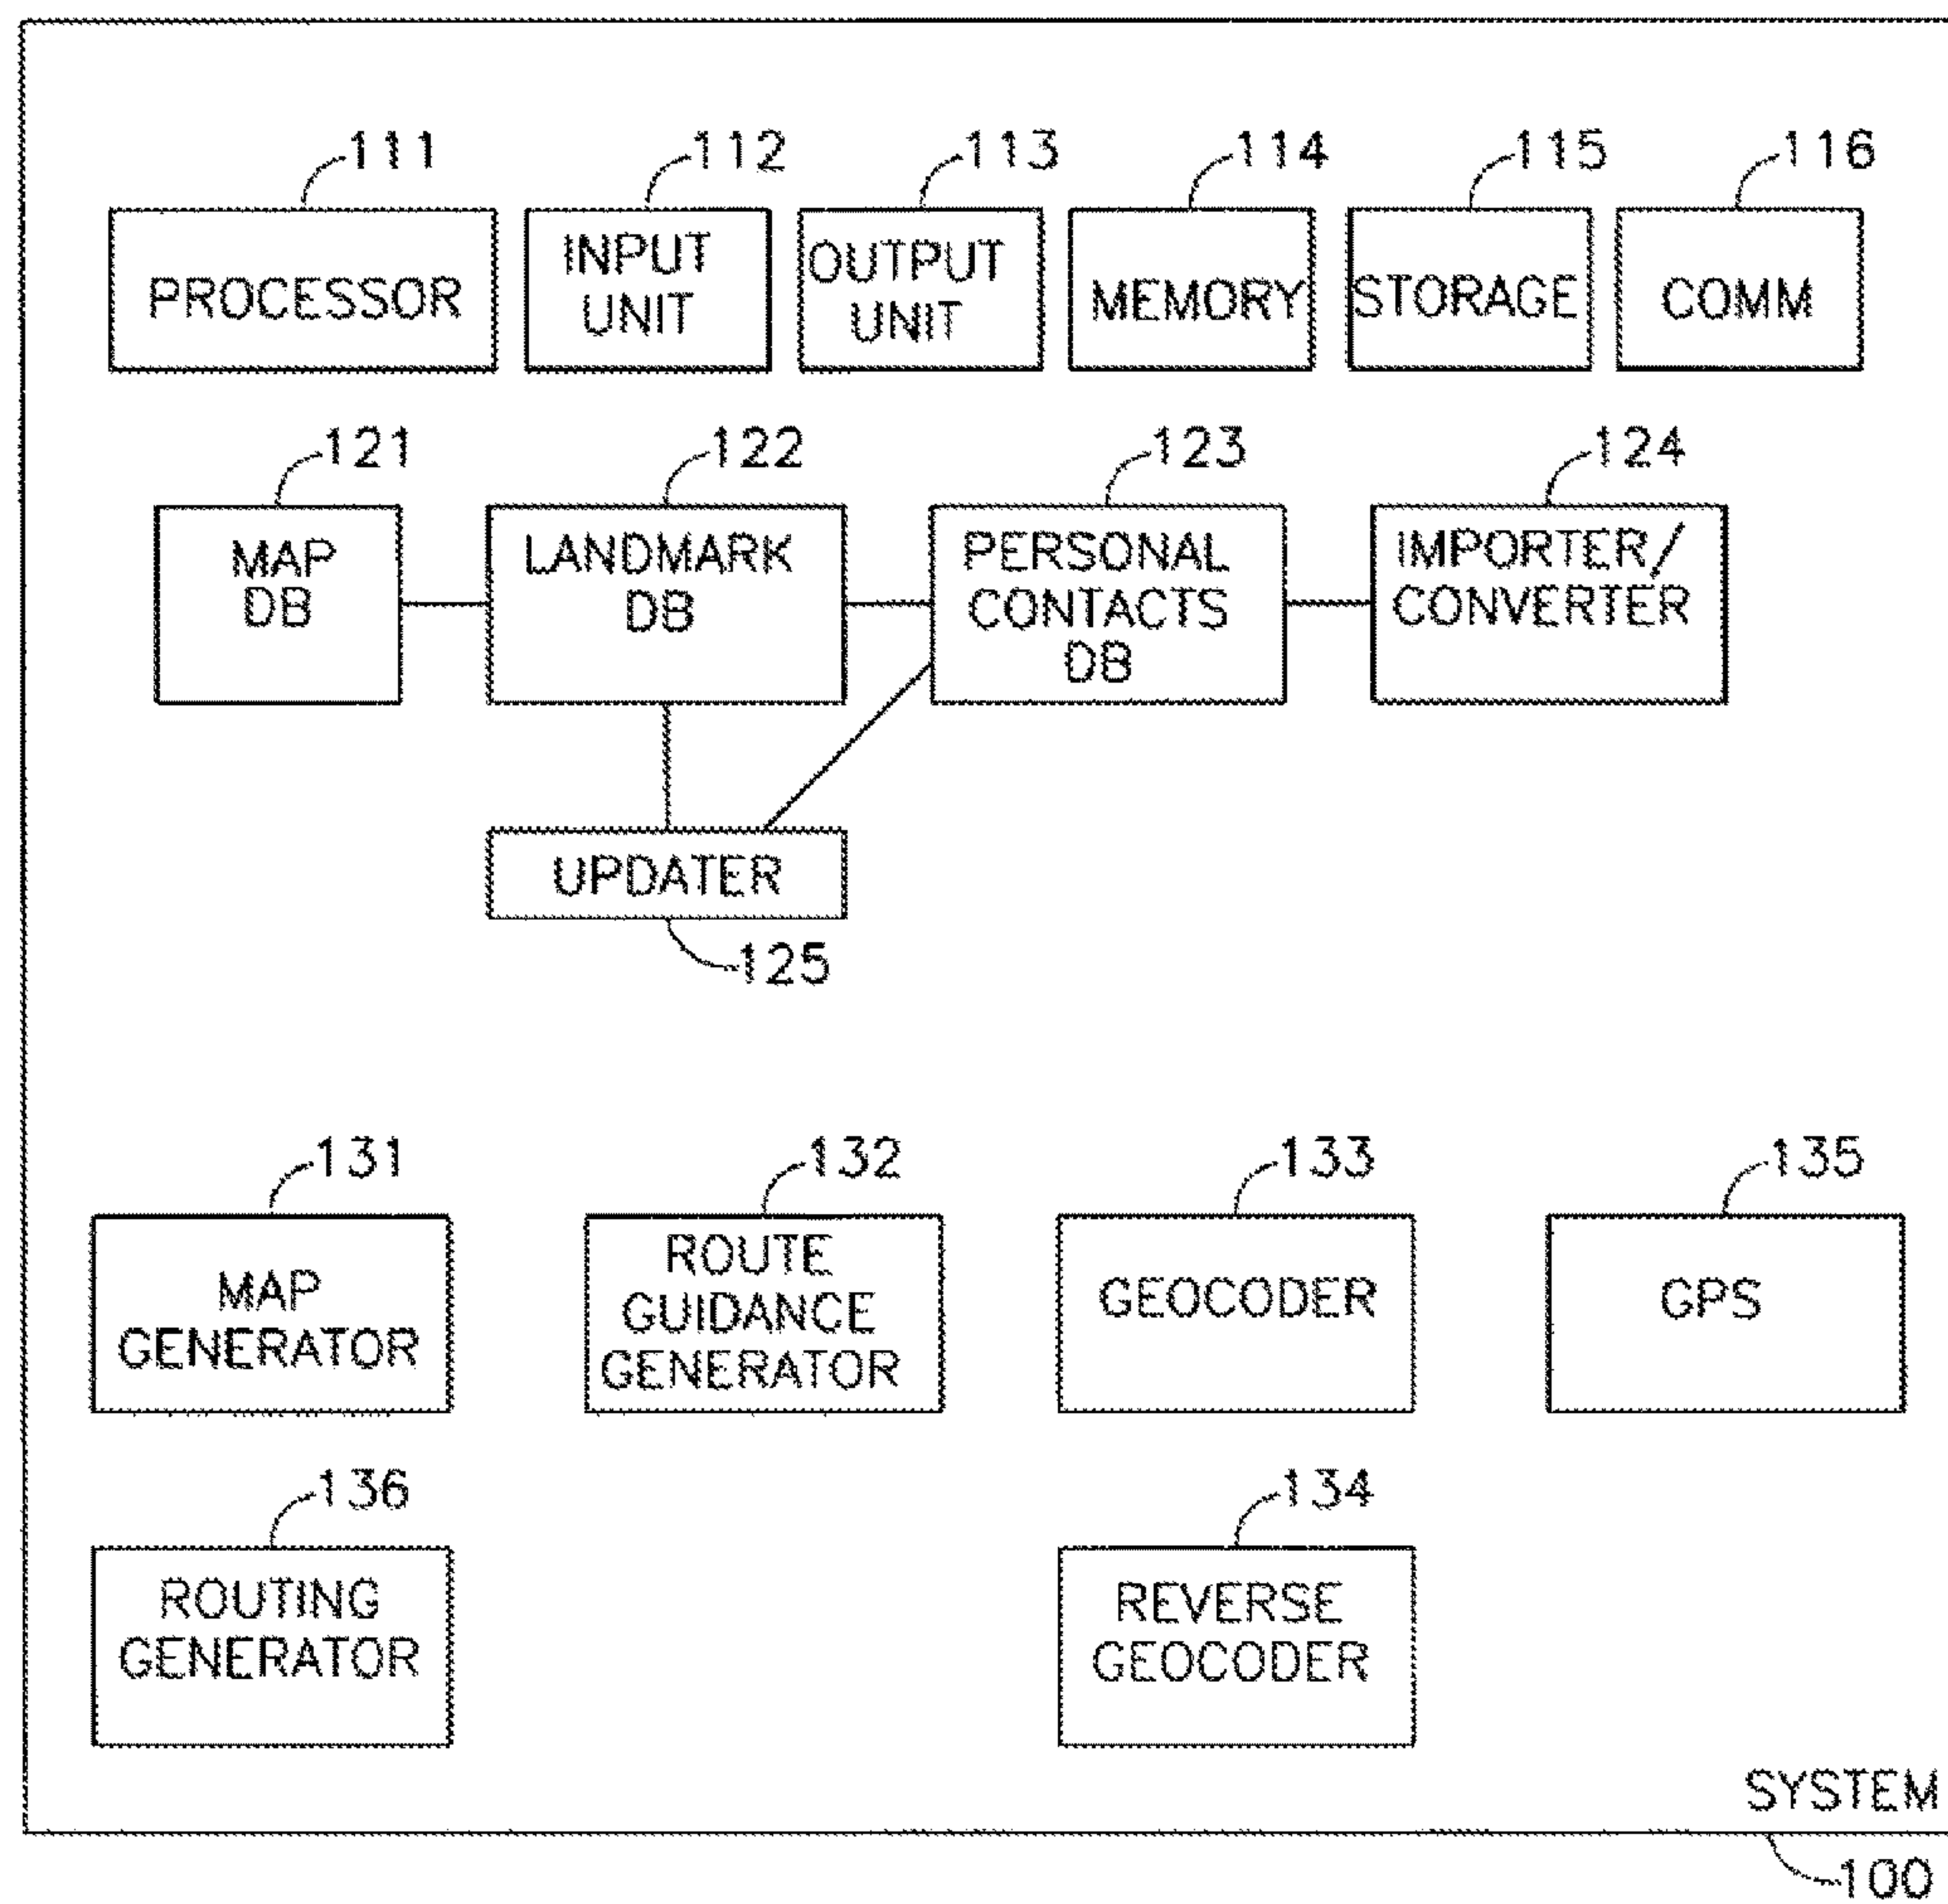 111 112 113 114 115 116
PROCESSOR
INPUT
UNIT
OUTPUT
UNIT
MEMORY
STORAGE
COMM
121 122 123 124
MAP
DB
LANDMARK
DB
PERSONAL
CONTACTS
DB
IMPORTER/
CONVERTER
UPDATER
125
131 132 133 135
MAP
GENERATOR
ROUTE
GUIDANCE
GENERATOR
GEOCODER
GPS
136 134
ROUTING
GENERATOR
REVERSE
GEOCODER
SYSTEM
100